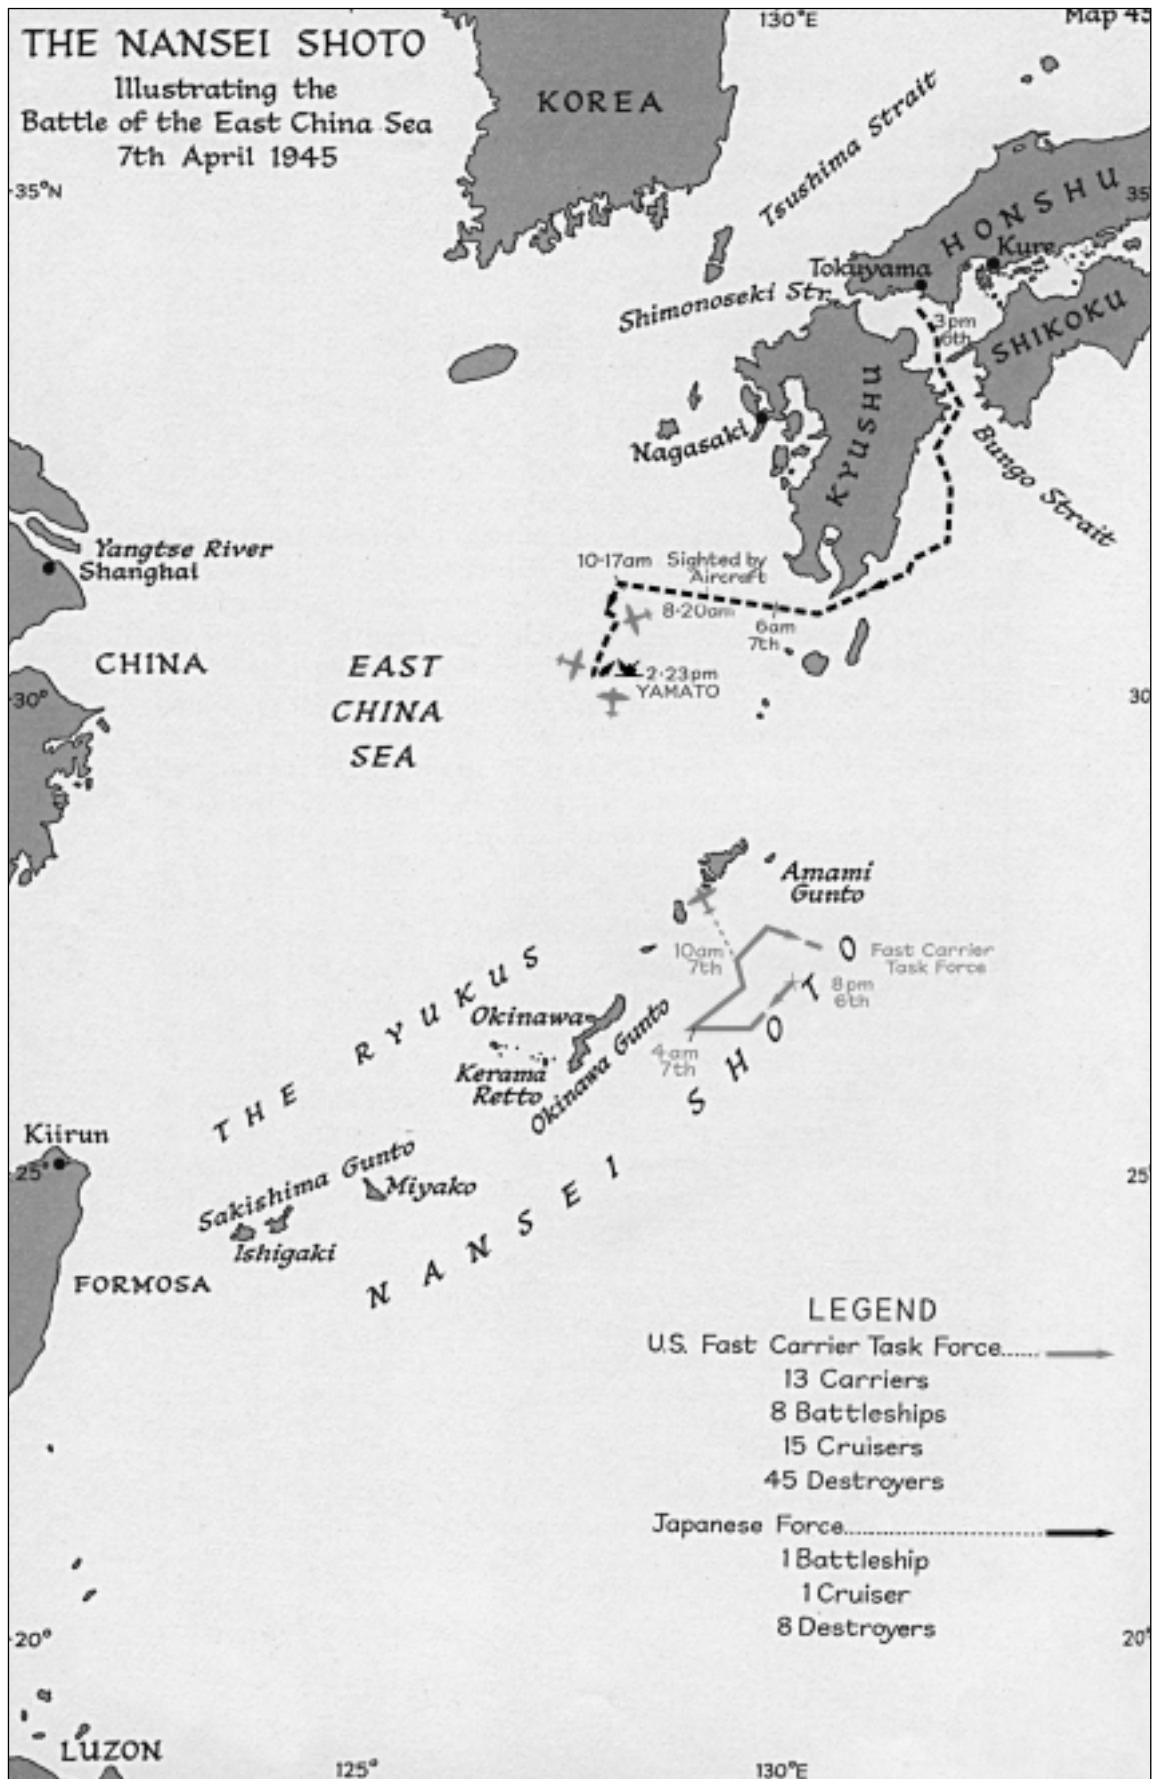 THE NANSEI SHOTO
Illustrating the
Battle of the East China Sea
7th April 1945
130°E
Map 45
KOREA
Tsushima Strait
35°N
35
HONSHU
Kure
Tokuyama
Shimonoseki Str.
3pm
6th
SHIKOKU
KYUSHU
Nagasaki
Bungo Strait
Yangtse River
Shanghai
10·17am
Sighted by
Aircraft
8·20am
6am
7th
CHINA
EAST
CHINA
SEA
2·23pm
YAMATO
30°
30
Amami
Gunto
10am
7th
Fast Carrier
Task Force
8pm
6th
4am
7th
THE RYUKUS
Okinawa
Kerama
Retto
Okinawa Gunto
NANSEI SHOTO
Kiirun
25°
25
Sakishima Gunto
Miyako
Ishigaki
FORMOSA
LEGEND
U.S. Fast Carrier Task Force......
13 Carriers
8 Battleships
15 Cruisers
45 Destroyers
Japanese Force
1 Battleship
1 Cruiser
8 Destroyers
20°
20°
LUZON
125°
130°E